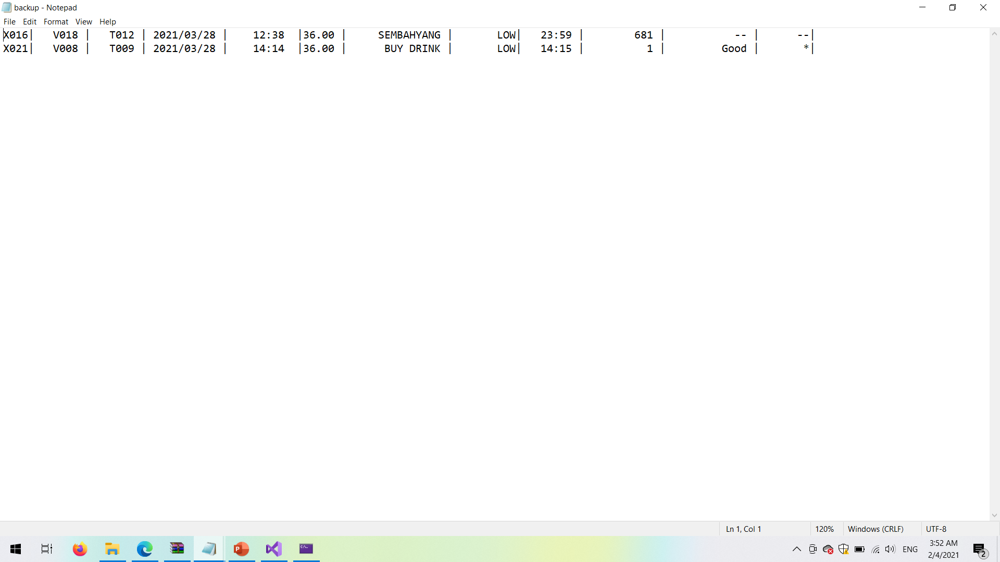 backup - Notepad
File Edit Format View Help
X016| V018 | T012 | 2021/03/28 | 12:38 |36.00 | SEMBAHYANG | LOW| 23:59 | 681 | -- | --|
X021| V008 | T009 | 2021/03/28 | 14:14 |36.00 | BUY DRINK | LOW| 14:15 | 1 | Good | *|
Ln 1, Col 1 120% Windows (CRLF) UTF-8
ENG 3:52 AM
2/4/2021 2